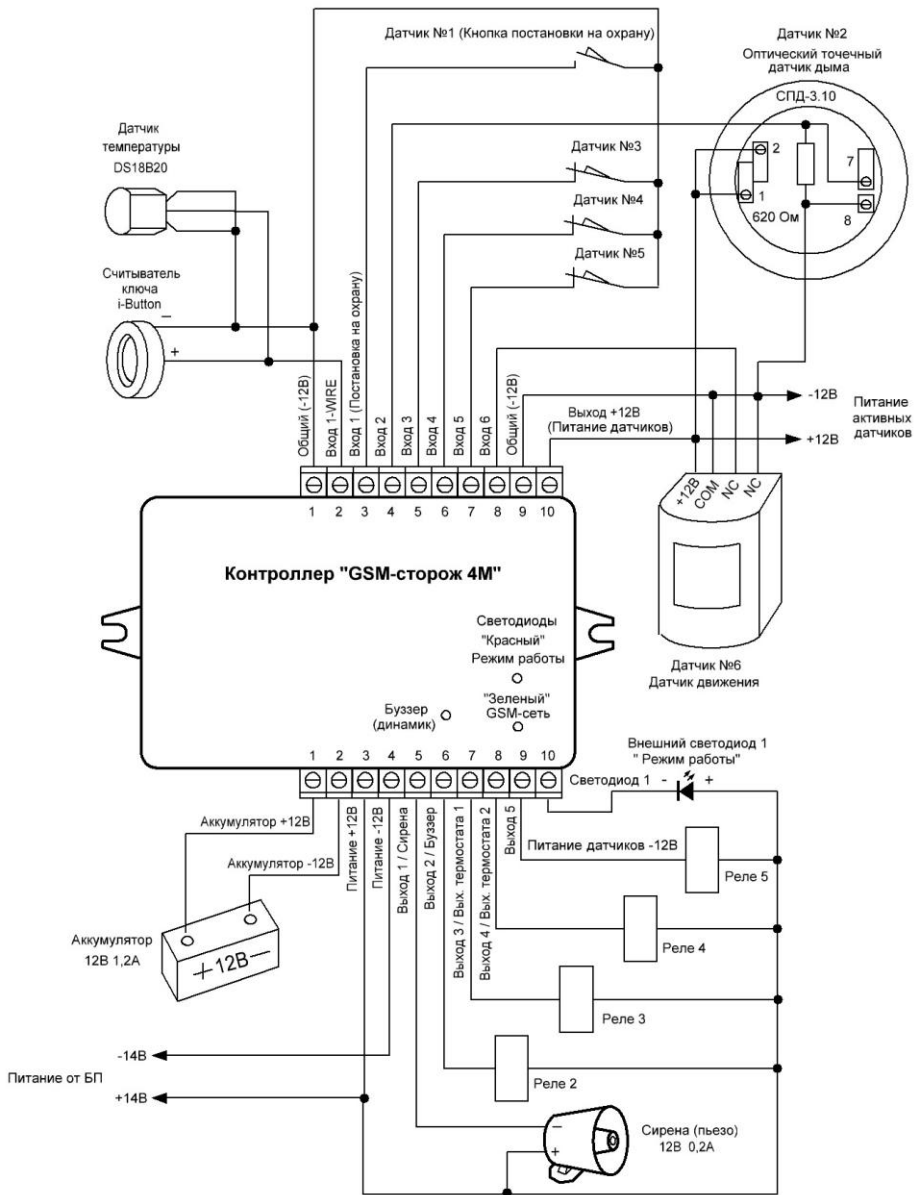 Датчик №1 (Кнопка постановки на охрану)
Датчик №2
Оптический точечный
датчик дыма
СПД-3.10
2
7
1
620 Ом
8
Датчик
температуры
DS18B20
Датчик №3
Датчик №4
Датчик №5
Считыватель
ключа
i-Button
−
+
Общий (-12В)
Вход 1-WIRE
Вход 1 (Постановка на охрану)
Вход 2
Вход 3
Вход 4
Вход 5
Вход 6
Общий (-12В)
Выход +12В
(Питание датчиков)
-12В
+12В
Питание
активных
датчиков
1 2 3 4 5 6 7 8 9 10
+12В
COM
NC
NC
Контроллер "GSM-сторож 4М"
Светодиоды
"Красный"
Режим работы
"Зеленый"
GSM-сеть
Буззер
(динамик)
Датчик №6
Датчик движения
1 2 3 4 5 6 7 8 9 10
Внешний светодиод 1
" Режим работы"
Светодиод 1
- +
Аккумулятор +12В
Аккумулятор -12В
Питание +12В
Питание -12В
Выход 1 / Сирена
Выход 2 / Буззер
Выход 3 / Вых. термостата 1
Выход 4 / Вых. термостата 2
Выход 5
Питание датчиков -12В
Реле 5
Реле 4
Реле 3
Реле 2
Аккумулятор
12В 1,2А
+12В−
-14В
Питание от БП
+14В
−
+
Сирена (пьезо)
12В 0,2А